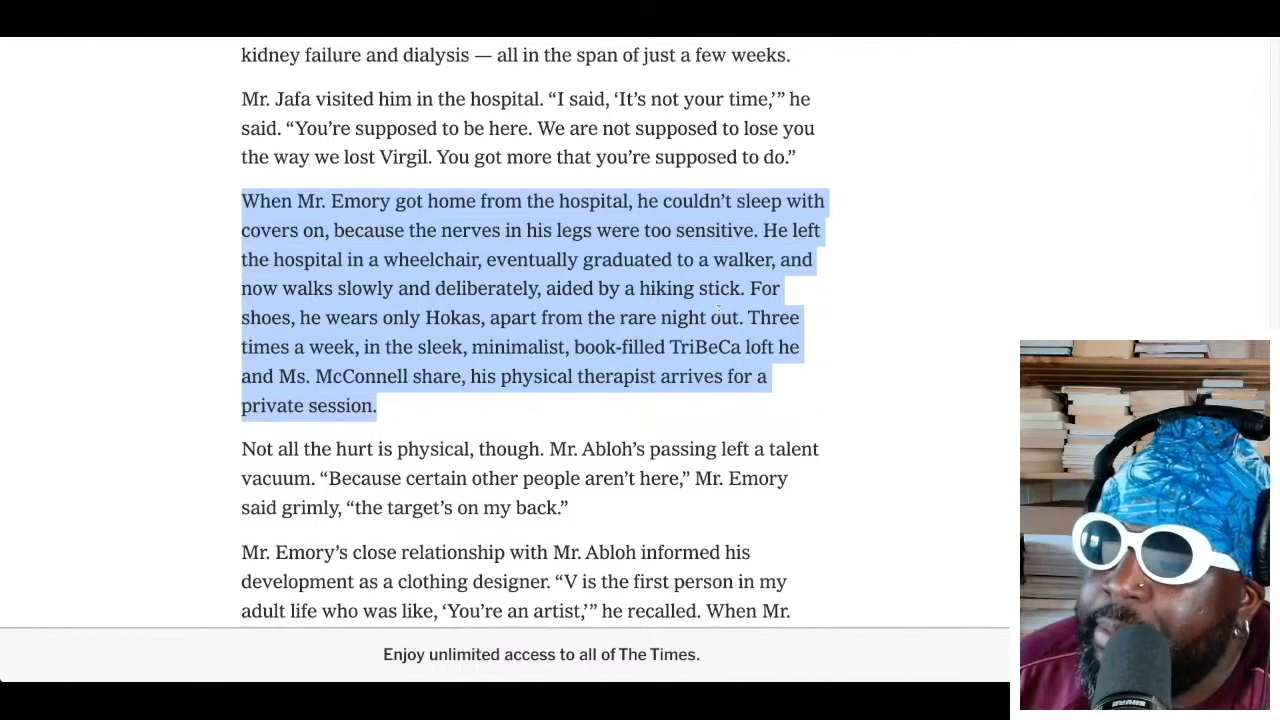 kidney failure and dialysis — all in the span of just a few weeks.
Mr. Jafa visited him in the hospital. “I said, ‘It’s not your time,’” he
said. “You’re supposed to be here. We are not supposed to lose you
the way we lost Virgil. You got more that you’re supposed to do.”
When Mr. Emory got home from the hospital, he couldn’t sleep with
covers on, because the nerves in his legs were too sensitive. He left
the hospital in a wheelchair, eventually graduated to a walker, and
now walks slowly and deliberately, aided by a hiking stick. For
shoes, he wears only Hokas, apart from the rare night out. Three
times a week, in the sleek, minimalist, book-filled TriBeCa loft he
and Ms. McConnell share, his physical therapist arrives for a
private session.
Not all the hurt is physical, though. Mr. Abloh’s passing left a talent
vacuum. “Because certain other people aren’t here,” Mr. Emory
said grimly, “the target’s on my back.”
Mr. Emory’s close relationship with Mr. Abloh informed his
development as a clothing designer. “V is the first person in my
adult life who was like, ‘You’re an artist,’” he recalled. When Mr.
Enjoy unlimited access to all of The Times.
SHURE